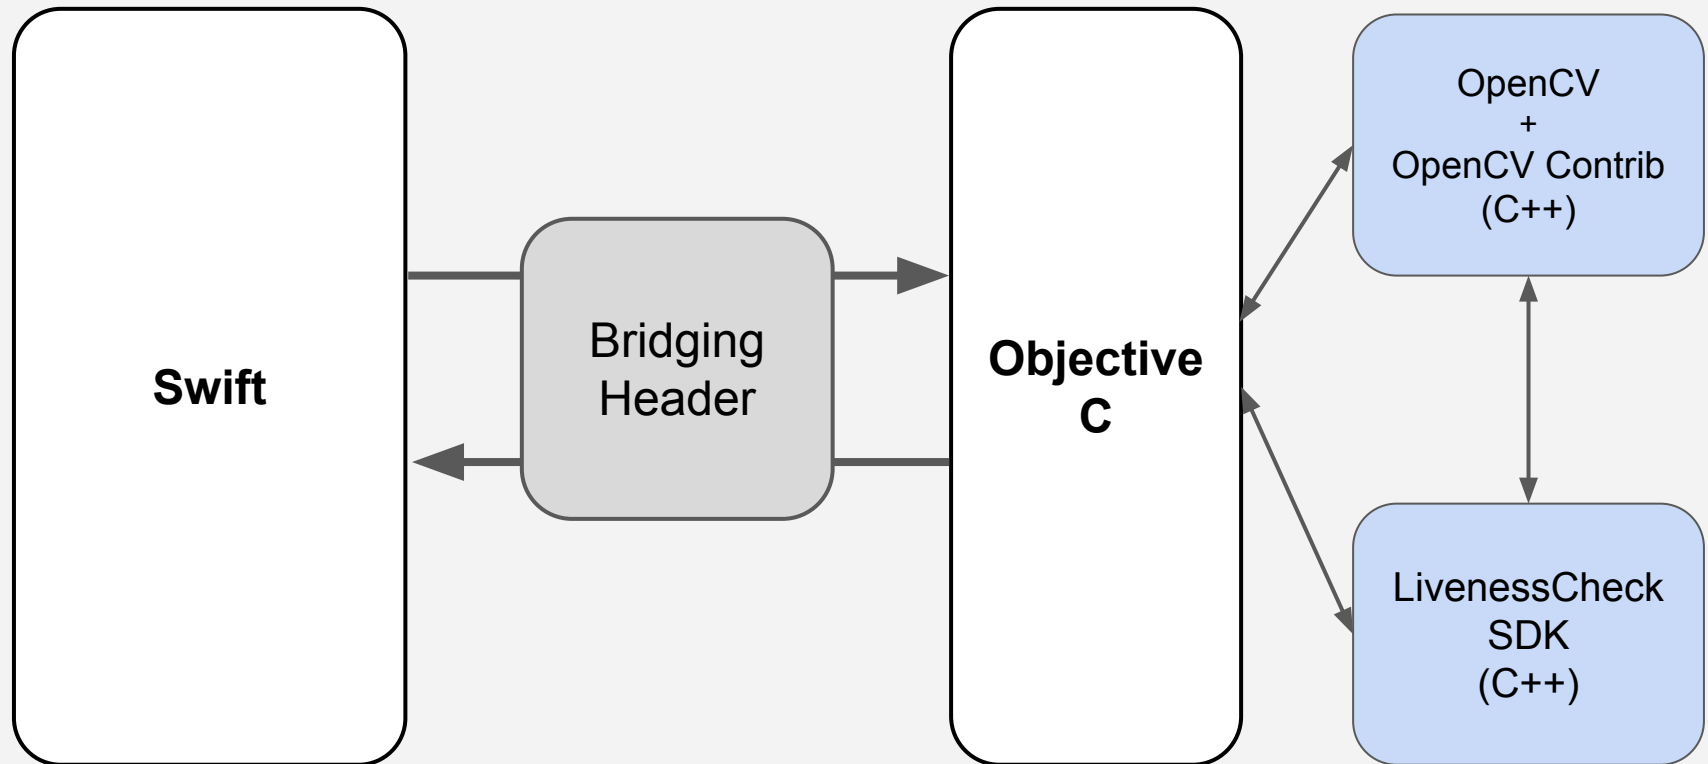 Swift
Bridging
Header
Objective
C
OpenCV
+
OpenCV Contrib
(C++)
LivenessCheck
SDK
(C++)